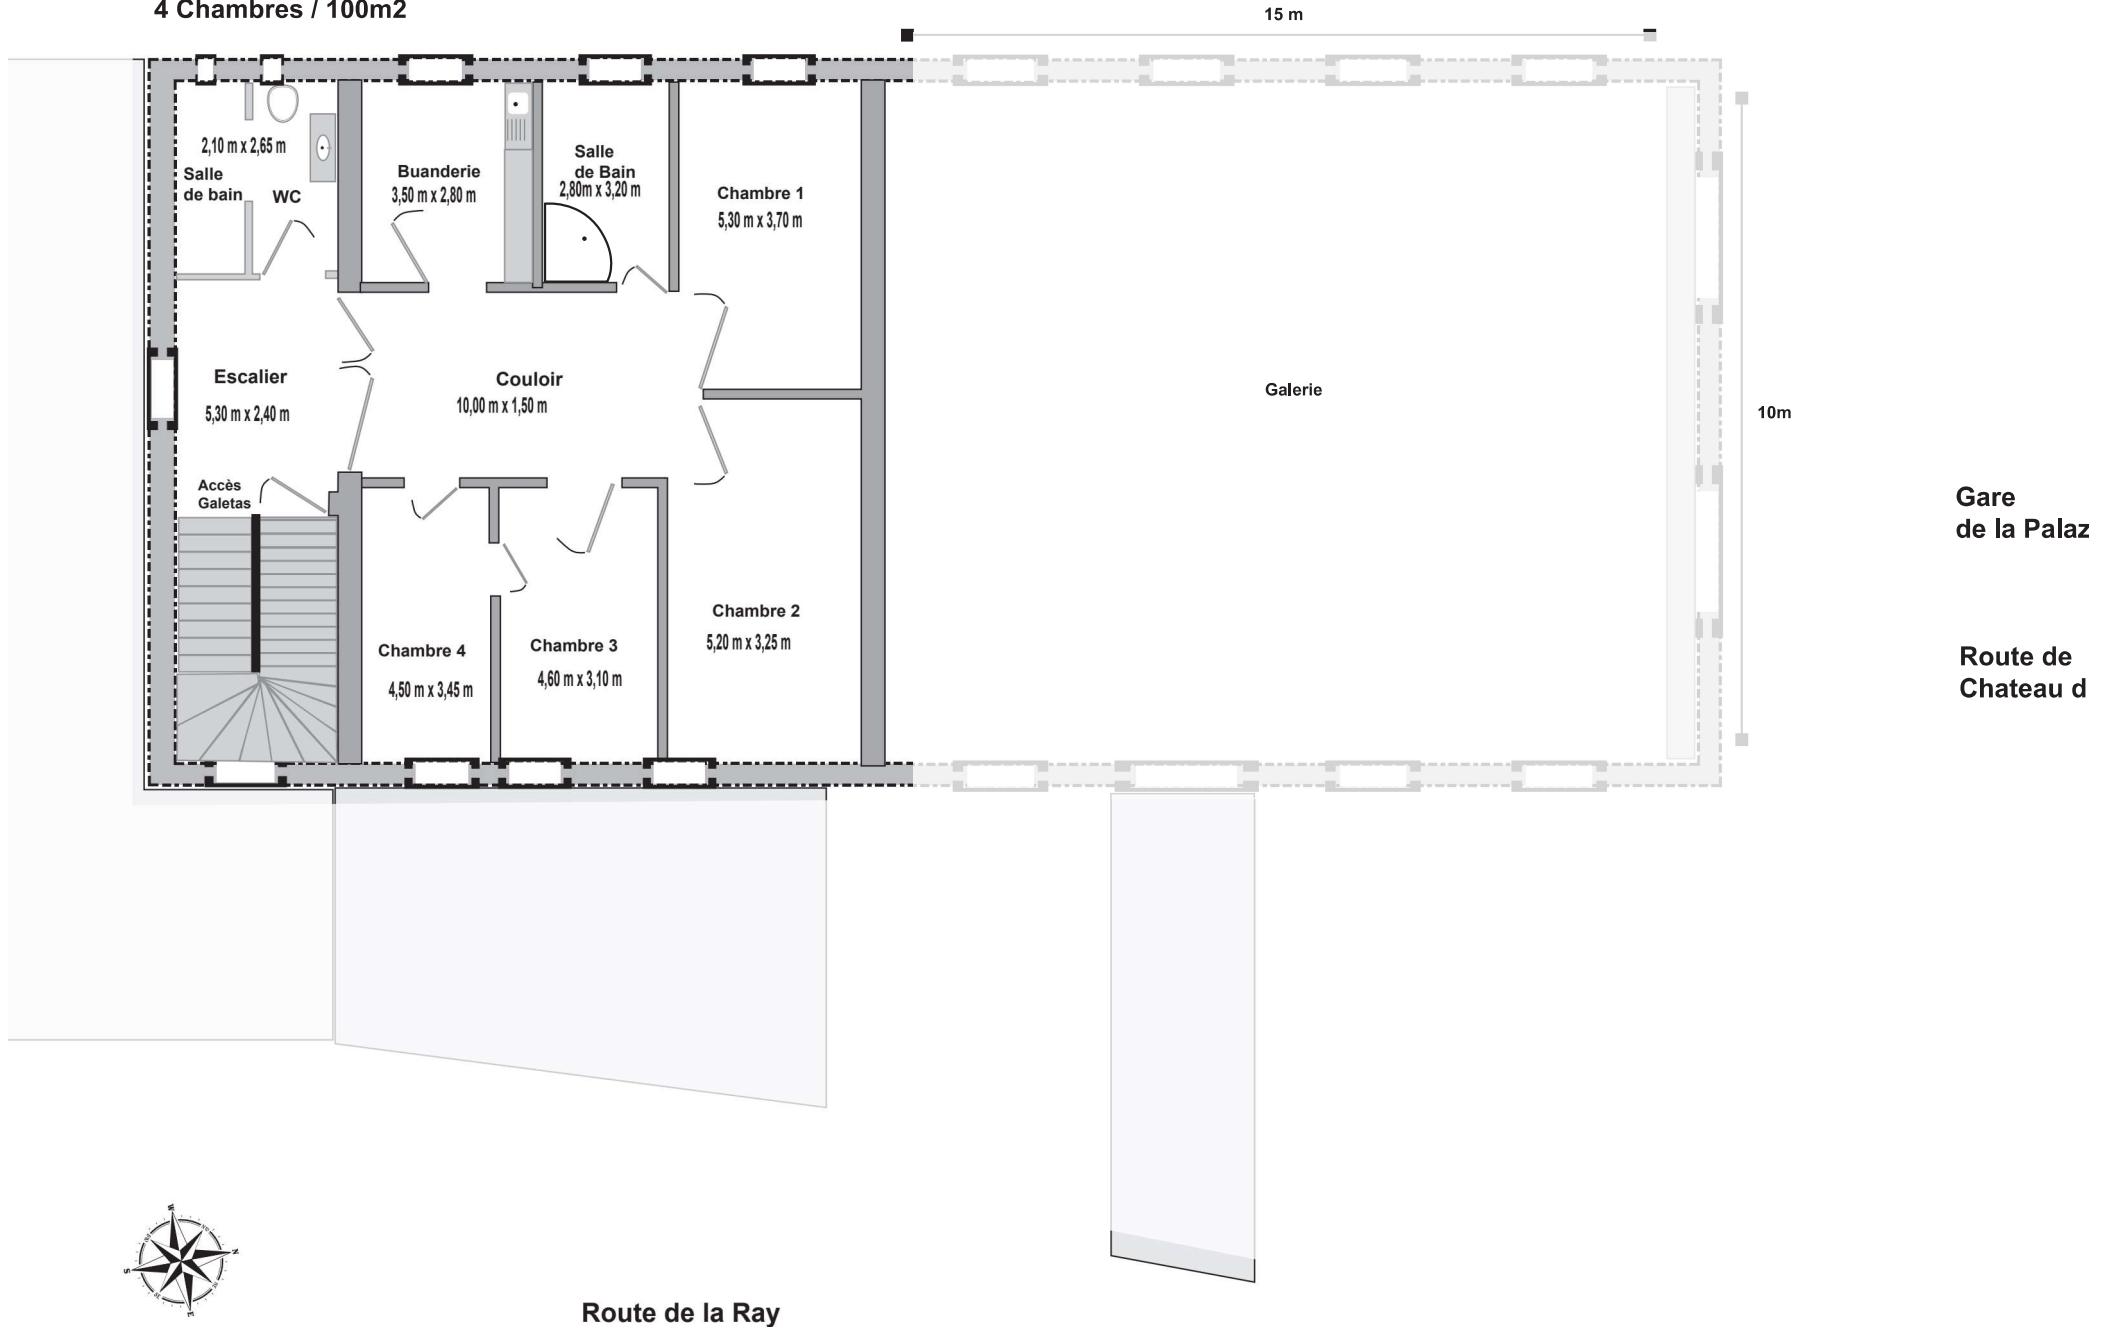 4 Chambres / 100m2
15 m
2,10 m x 2,65 m
Salle
de bain
WC
Buanderie
3,50 m x 2,80 m
Salle
de Bain
2,80m x 3,20 m
Chambre 1
5,30 m x 3,70 m
Escalier
5,30 m x 2,40 m
Couloir
10,00 m x 1,50 m
Galerie
10m
Accès
Galetas
Gare
de la Palaz
Chambre 2
5,20 m x 3,25 m
Chambre 3
4,60 m x 3,10 m
Chambre 4
4,50 m x 3,45 m
Route de
Chateau d
W
N
S
E
Route de la Ray